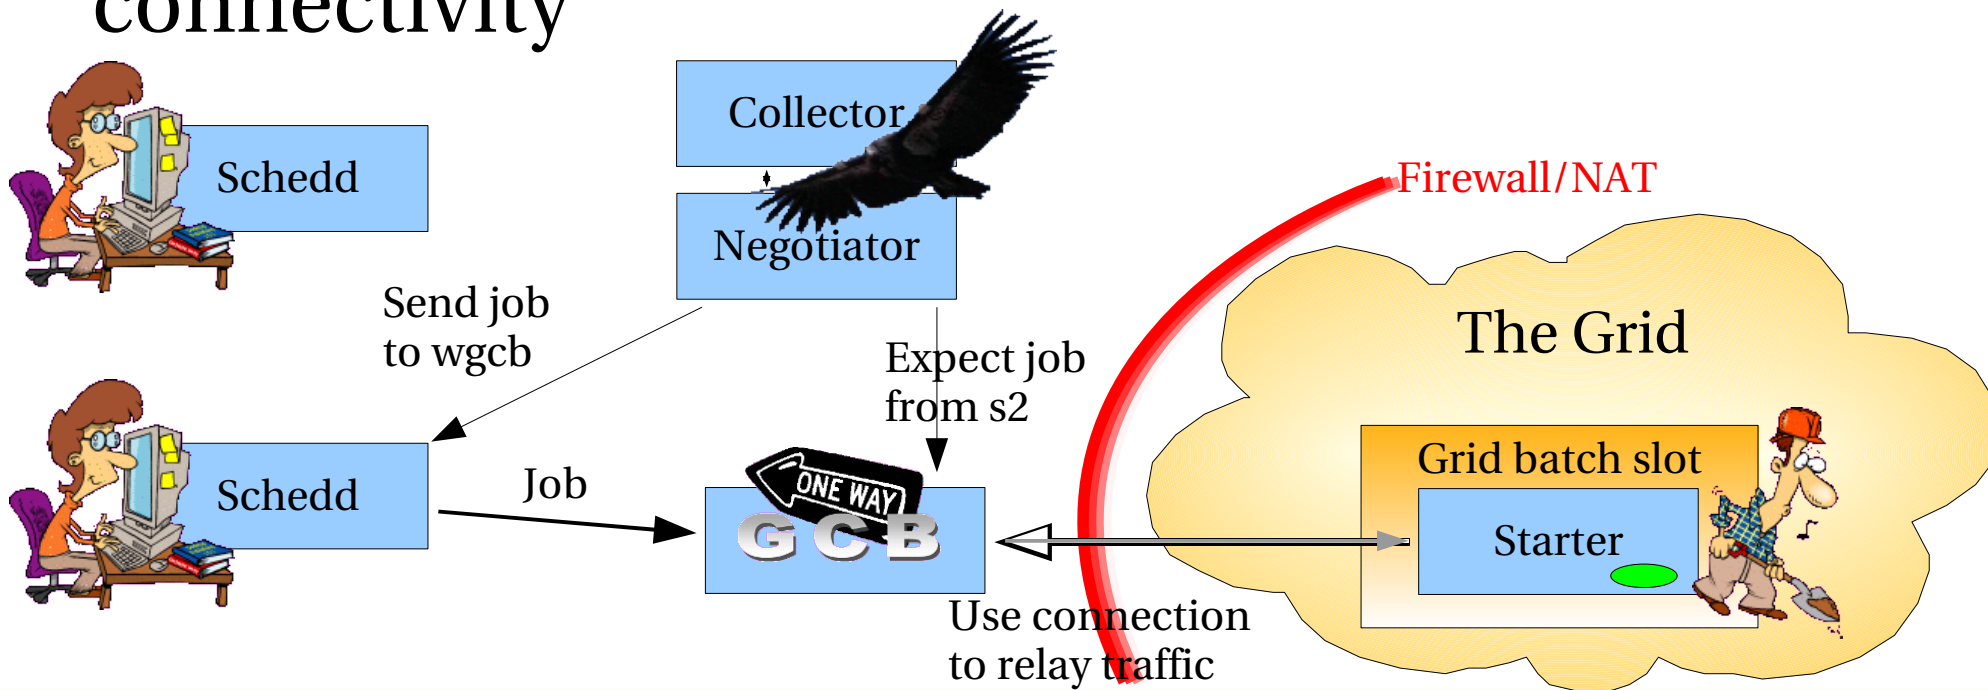 connectivity
Collector
Schedd
Firewall/NAT
Negotiator
Send job
to wgcb
The Grid
Expect job
from s2
Grid batch slot
Schedd
Job
ONE WAY
GCB
Starter
Use connection
to relay traffic